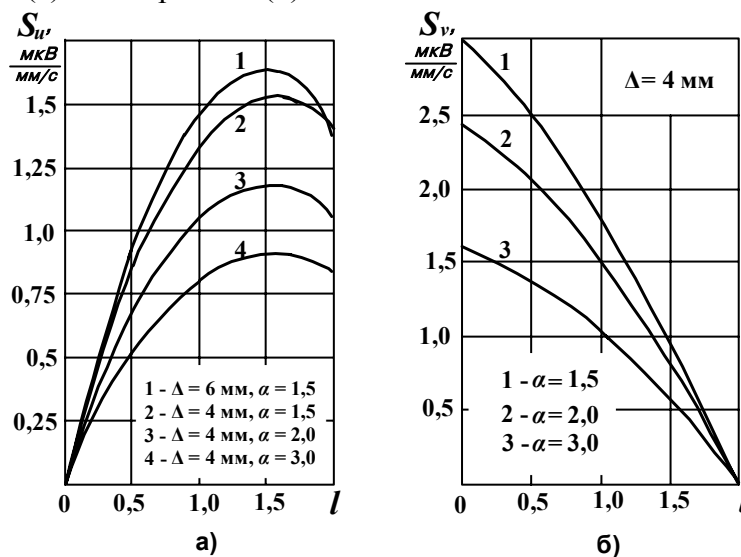 Sᵤ,
мкВ
мм/с
1,5
1,25
1,0
0,75
0,5
0,25
0
0,5
1,0
1,5
l
1
2
3
4
1 - Δ = 6 мм, α = 1,5
2 - Δ = 4 мм, α = 1,5
3 - Δ = 4 мм, α = 2,0
4 - Δ = 4 мм, α = 3,0
а)
Sᵥ,
мкВ
мм/с
2,5
2,0
1,5
1,0
0,5
0
0,5
1,0
1,5
l
1
2
3
Δ= 4 мм
1 - α = 1,5
2 - α = 2,0
3 - α = 3,0
б)